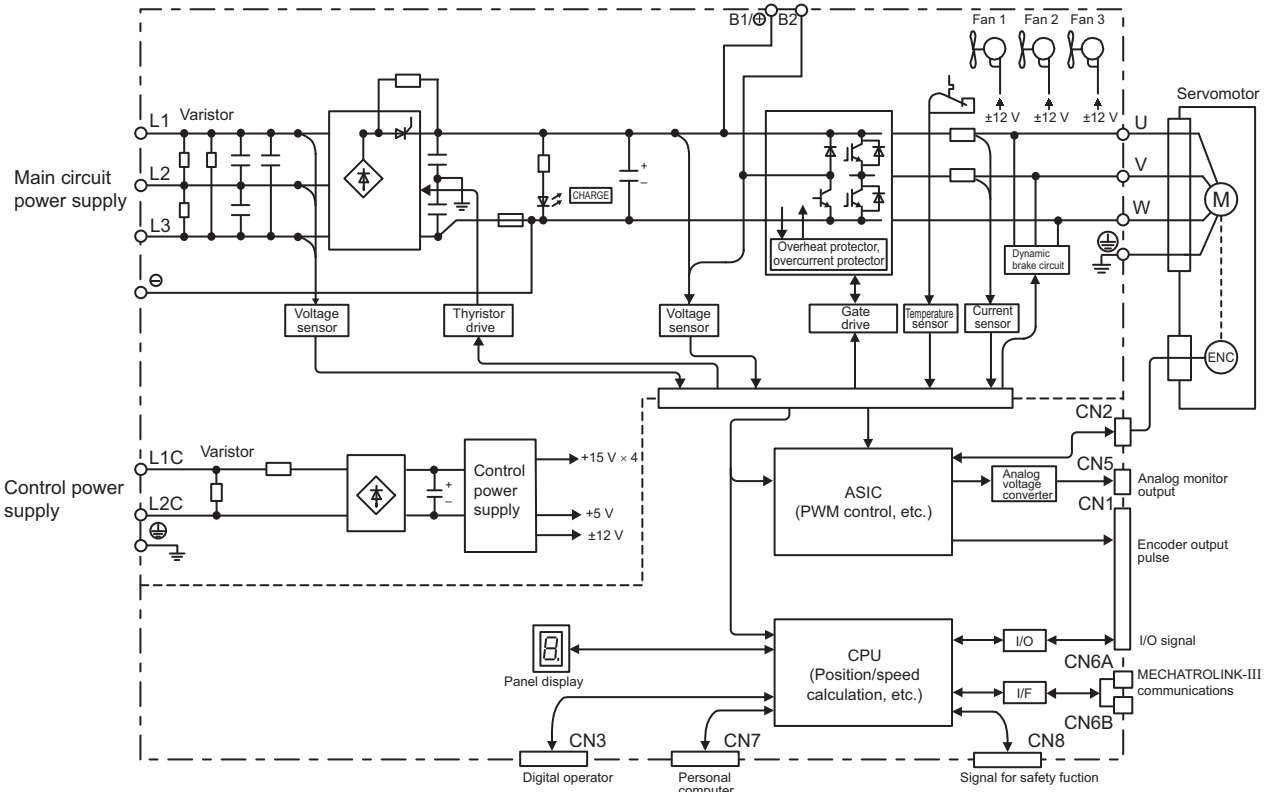 B1/⊕ B2
Fan 1 Fan 2 Fan 3
±12 V ±12 V ±12 V
Servomotor
L1
Varistor
L2
L3
Main circuit
power supply
⊖
+
–
CHARGE
Overheat protector,
overcurrent protector
U
V
W
M
Dynamic
brake circuit
Voltage
sensor
Thyristor
drive
Voltage
sensor
Gate
drive
Temperature
sensor
Current
sensor
ENC
CN2
L1C
Varistor
L2C
Control power
supply
+
–
Control
power
supply
+15 V × 4
+5 V
±12 V
ASIC
(PWM control, etc.)
Analog
voltage
converter
CN5
Analog monitor
output
CN1
Encoder output
pulse
8.
Panel display
CPU
(Position/speed
calculation, etc.)
I/O
I/O signal
I/F
CN6A
MECHATROLINK-III
communications
CN6B
CN3
Digital operator
CN7
Personal
computer
CN8
Signal for safety fuction